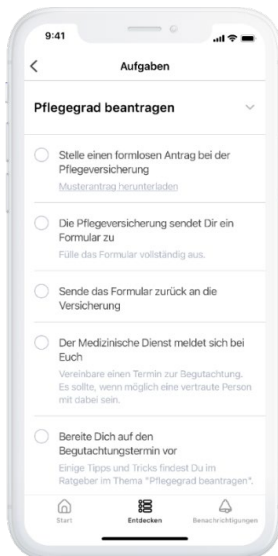 9:41
Aufgaben
Pflegegrad beantragen
Stelle einen formlosen Antrag bei der
Pflegeversicherung
Musterantrag herunterladen
Die Pflegeversicherung sendet Dir ein
Formular zu
Fülle das Formular vollständig aus.
Sende das Formular zurück an die
Versicherung
Der Medizinische Dienst meldet sich bei
Euch
Vereinbare einen Termin zur Begutachtung.
Es sollte, wenn möglich eine vertraute Person
mit dabei sein.
Bereite Dich auf den
Begutachtungstermin vor
Einige Tipps und Tricks findest Du im
Ratgeber im Thema "Pflegegrad beantragen".
Start Entdecken Benachrichtigungen